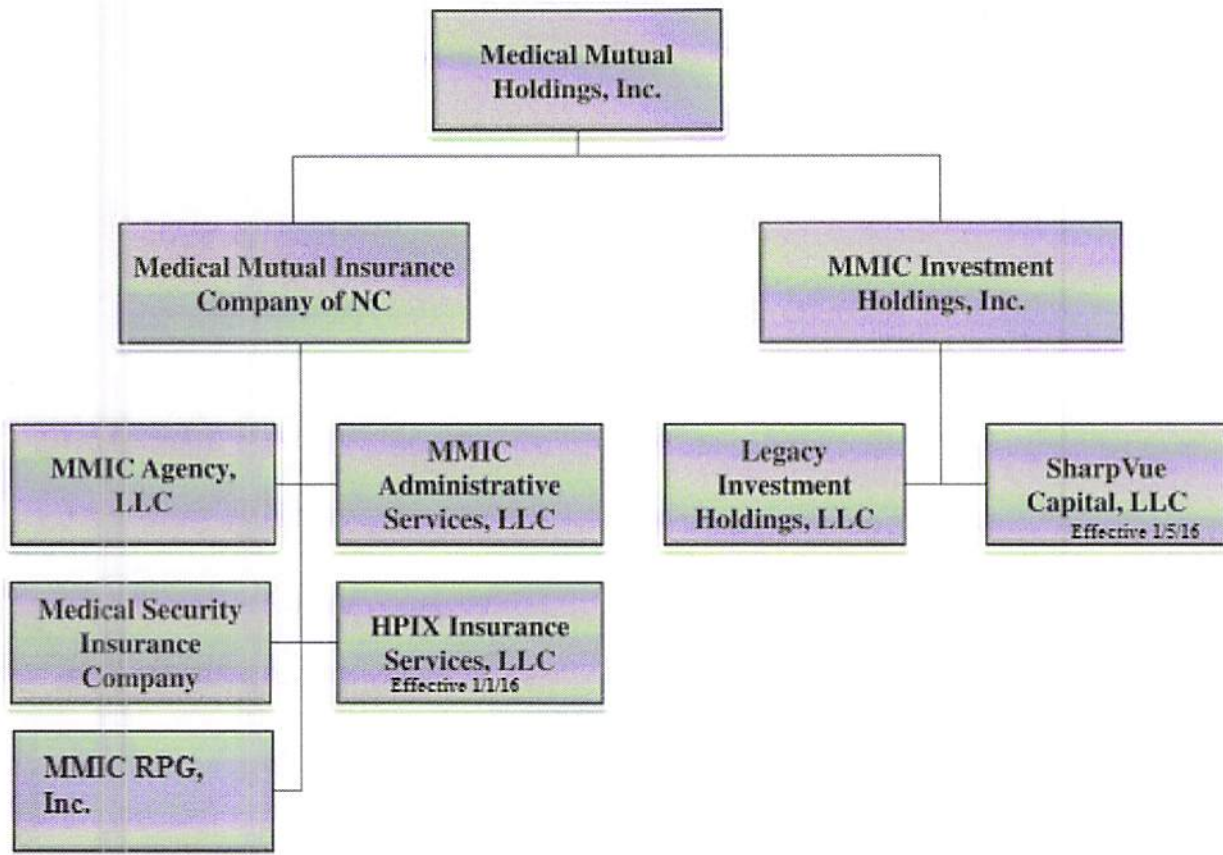 Medical Mutual
Holdings, Inc.
Medical Mutual Insurance
Company of NC
MMIC Investment
Holdings, Inc.
MMIC Agency,
LLC
MMIC
Administrative
Services, LLC
Legacy
Investment
Holdings, LLC
SharpVue
Capital, LLC
Effective 1/5/16
Medical Security
Insurance
Company
HPIX Insurance
Services, LLC
Effective 1/1/16
MMIC RPG,
Inc.